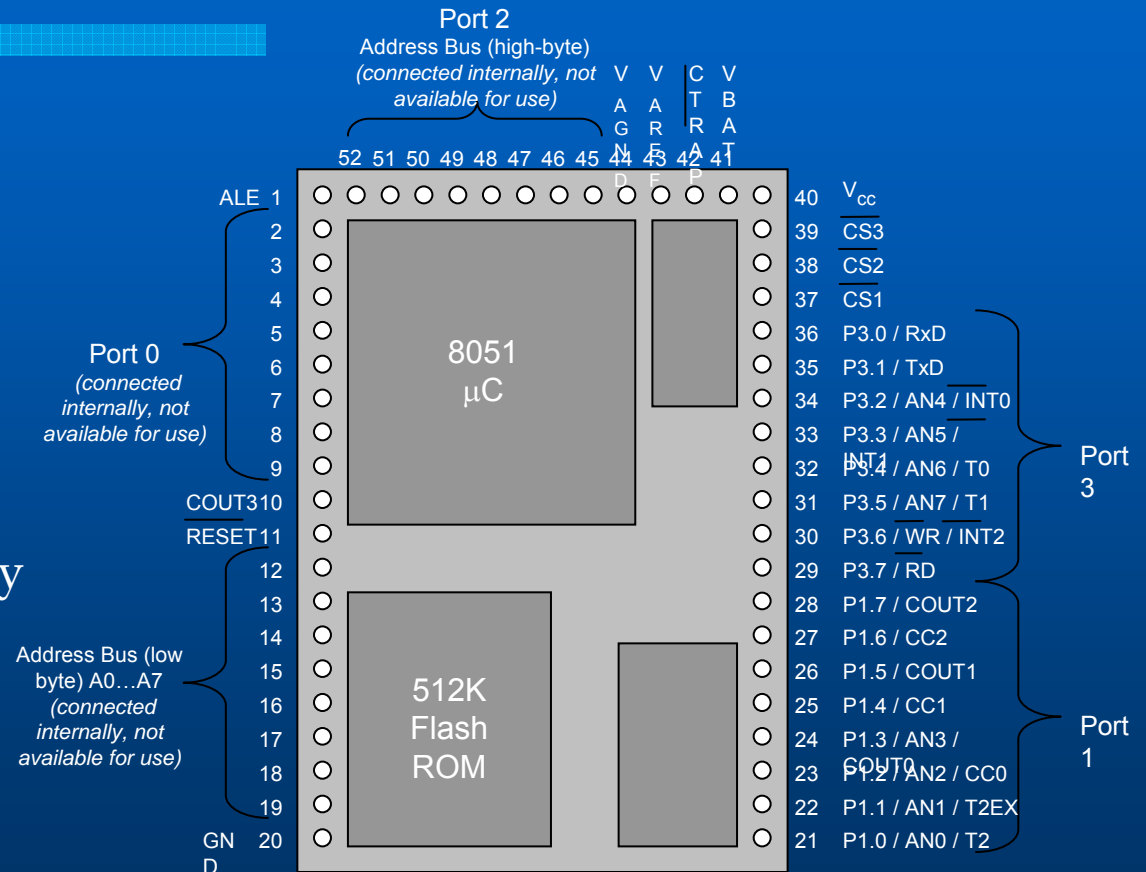 Port 2
Address Bus (high-byte)
(connected internally, not
available for use)
V AGND
V AREF
CTRAP
VBAT
52 51 50 49 48 47 46 45 44 43 42 41
ALE 1
2
3
4
5
6
7
8
9
Port 0
(connected
internally, not
available for use)
COUT3 10
RESET 11
12
13
14
15
16
17
18
19
y
Address Bus (low
byte) A0…A7
(connected
internally, not
available for use)
GN
D
20
8051
μC
512K
Flash
ROM
40 Vcc
39 CS3
38 CS2
37 CS1
36 P3.0 / RxD
35 P3.1 / TxD
34 P3.2 / AN4 / INT0
33 P3.3 / AN5 /
INT1
32 P3.4 / AN6 / T0
31 P3.5 / AN7 / T1
30 P3.6 / WR / INT2
29 P3.7 / RD
28 P1.7 / COUT2
27 P1.6 / CC2
26 P1.5 / COUT1
25 P1.4 / CC1
24 P1.3 / AN3 /
COUT0
23 P1.2 / AN2 / CC0
22 P1.1 / AN1 / T2EX
21 P1.0 / AN0 / T2
Port
3
Port
1